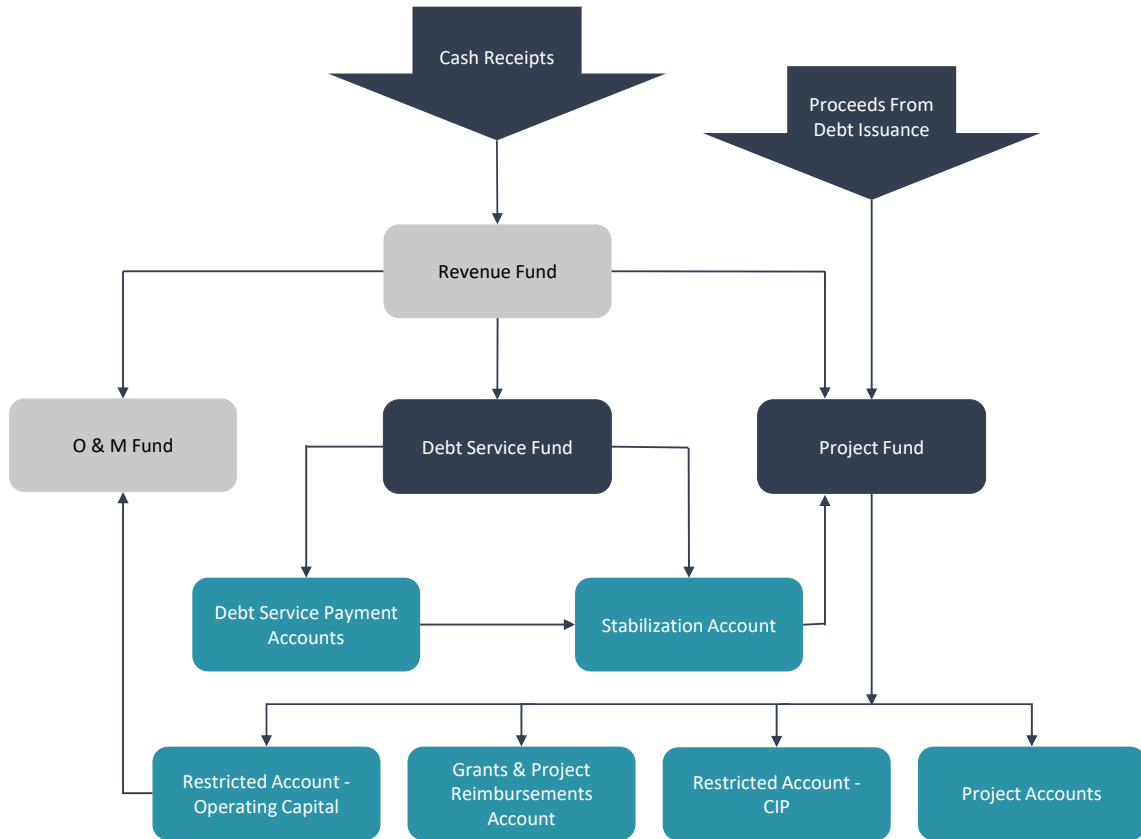 Cash Receipts
Proceeds From
Debt Issuance
Revenue Fund
O & M Fund
Debt Service Fund
Project Fund
Debt Service Payment
Accounts
Stabilization Account
Restricted Account -
Operating Capital
Grants & Project
Reimbursements
Account
Restricted Account -
CIP
Project Accounts